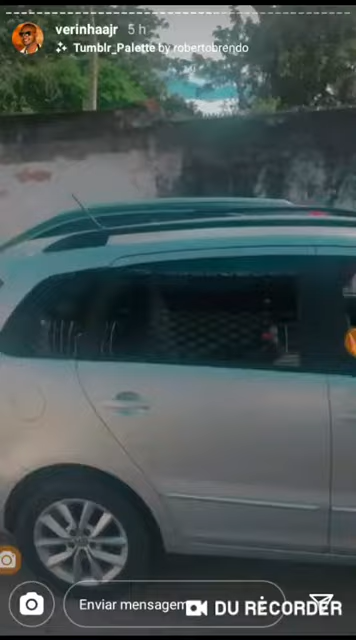 verinhaajr 5 h
Tumblr_Palette by robertobrendo
Enviar mensagem
DU RECORDER